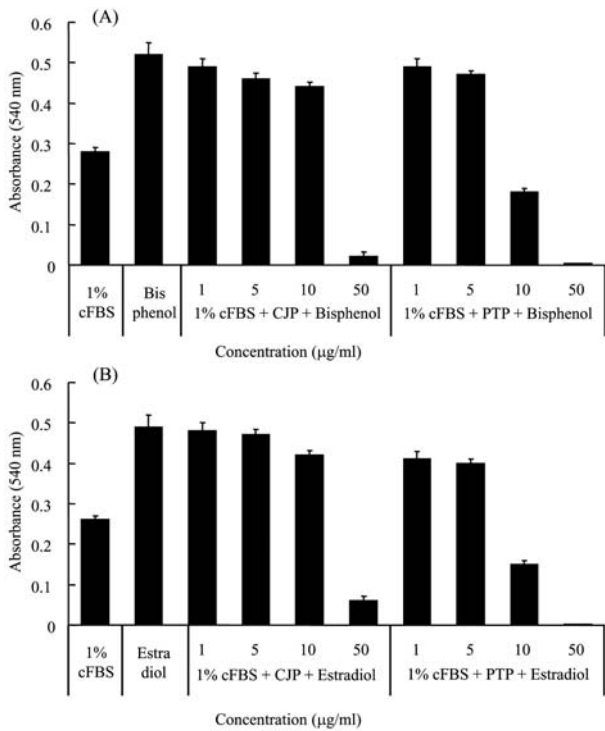 (A)
Absorbance (540 nm)
0.6
0.5
0.4
0.3
0.2
0.1
0
1% Bis 1 5 10 50 1 5 10 50
cFBS phenol 1% cFBS + CJP + Bisphenol 1% cFBS + PTP + Bisphenol
Concentration (μg/ml)
(B)
Absorbance (540 nm)
0.6
0.5
0.4
0.3
0.2
0.1
0
1% Estra 1 5 10 50 1 5 10 50
cFBS diol 1% cFBS + CJP + Estradiol 1% cFBS + PTP + Estradiol
Concentration (μg/ml)